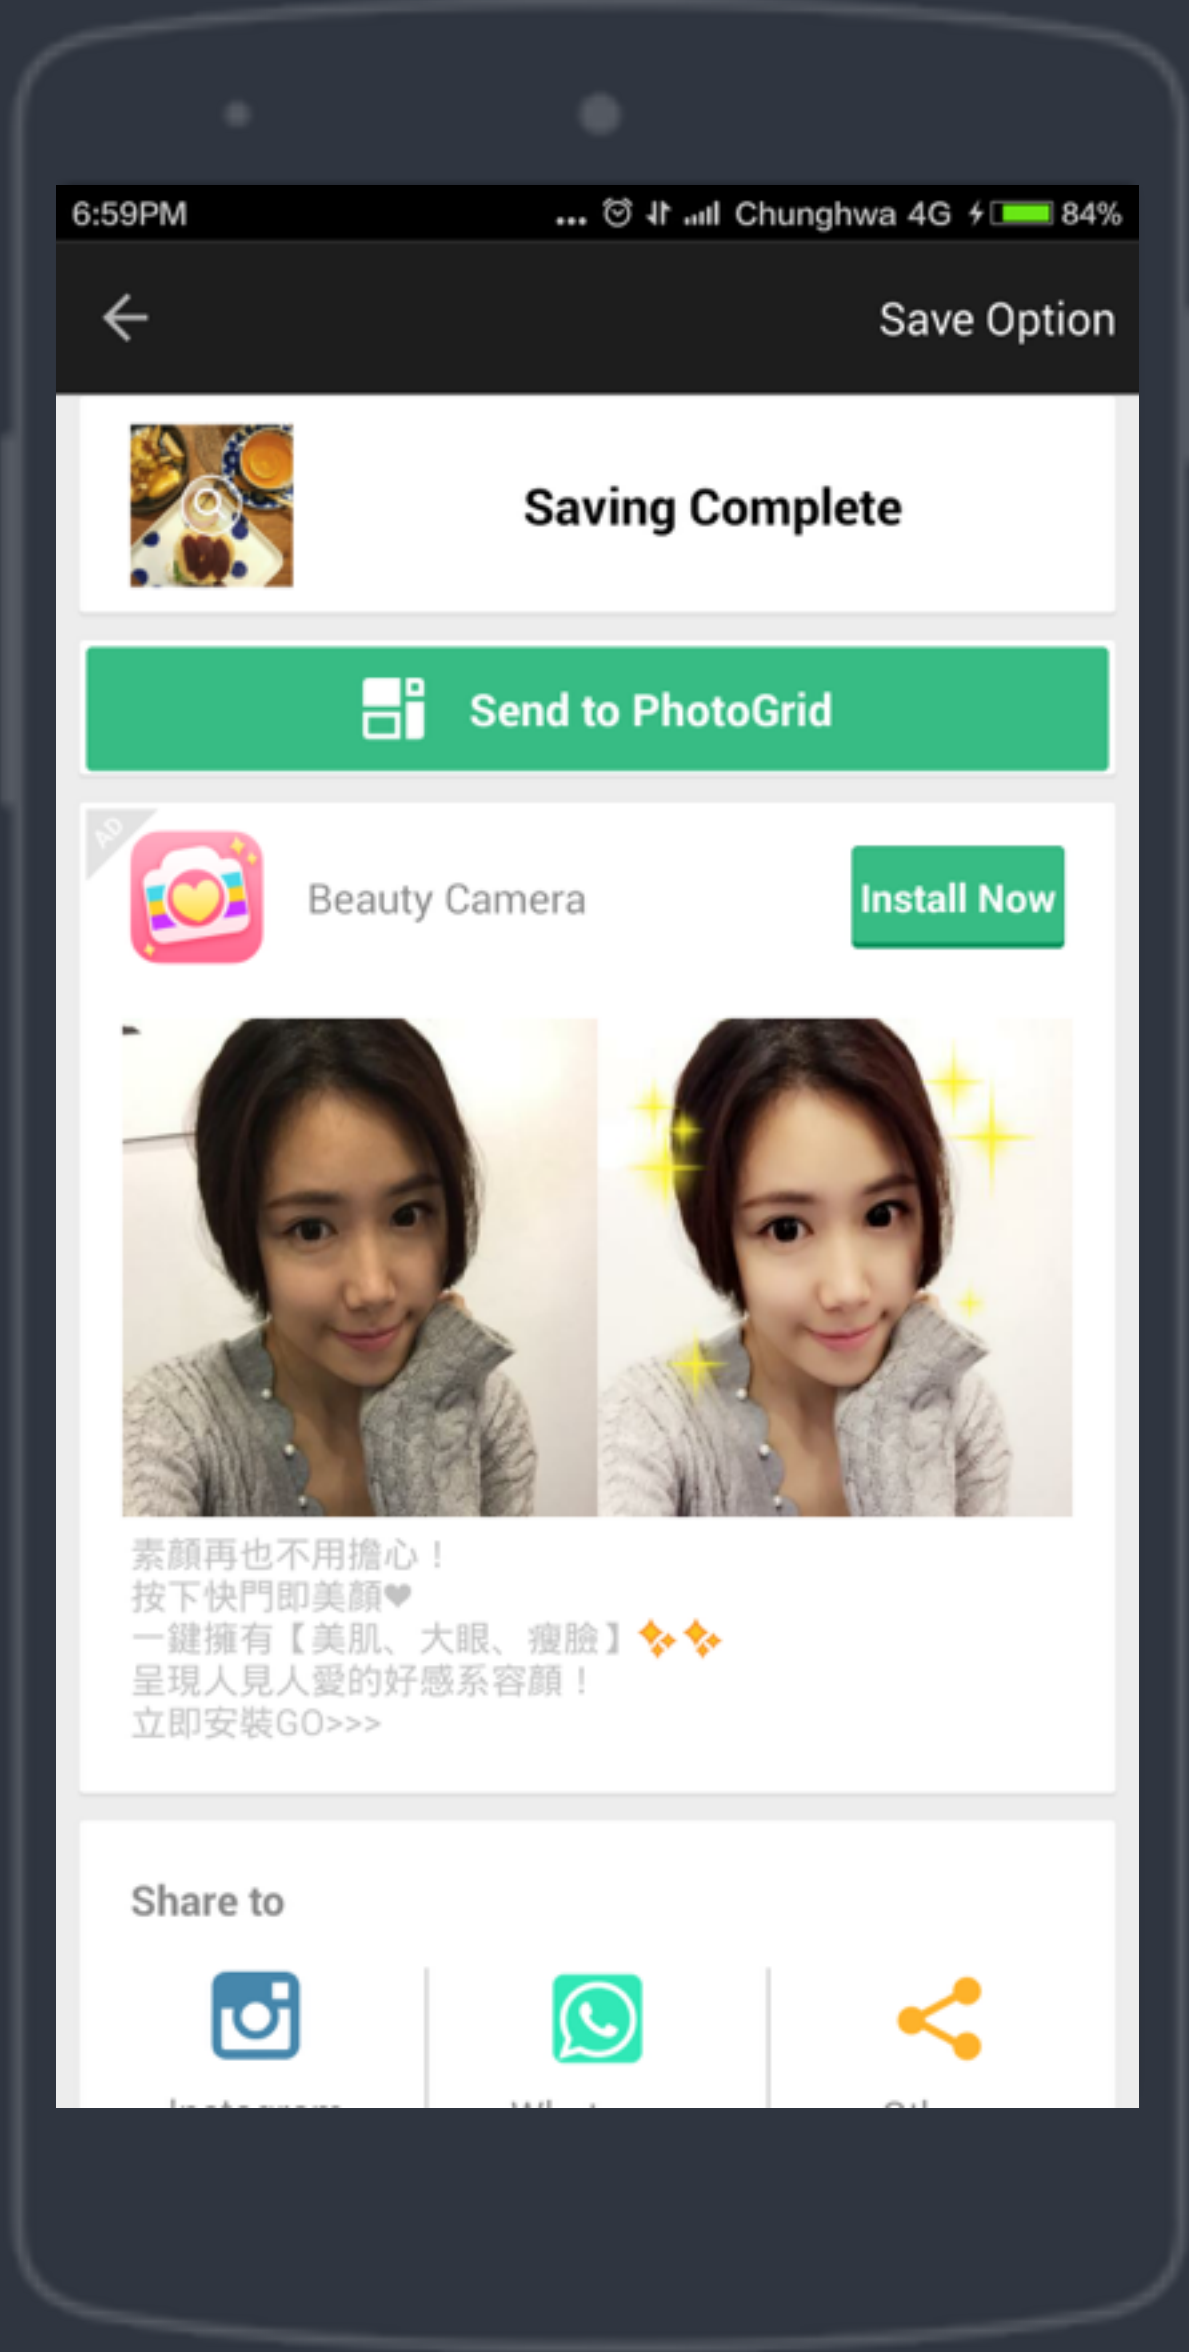 6:59PM ... Chunghwa 4G 84%
Save Option
Saving Complete
Send to PhotoGrid
AD
Beauty Camera
Install Now
素顏再也不用擔心！
按下快門即美顏❤
一鍵擁有【美肌、大眼、瘦臉】✨✨
呈現人見人愛的好感系容顏！
立即安裝GO>>>
Share to